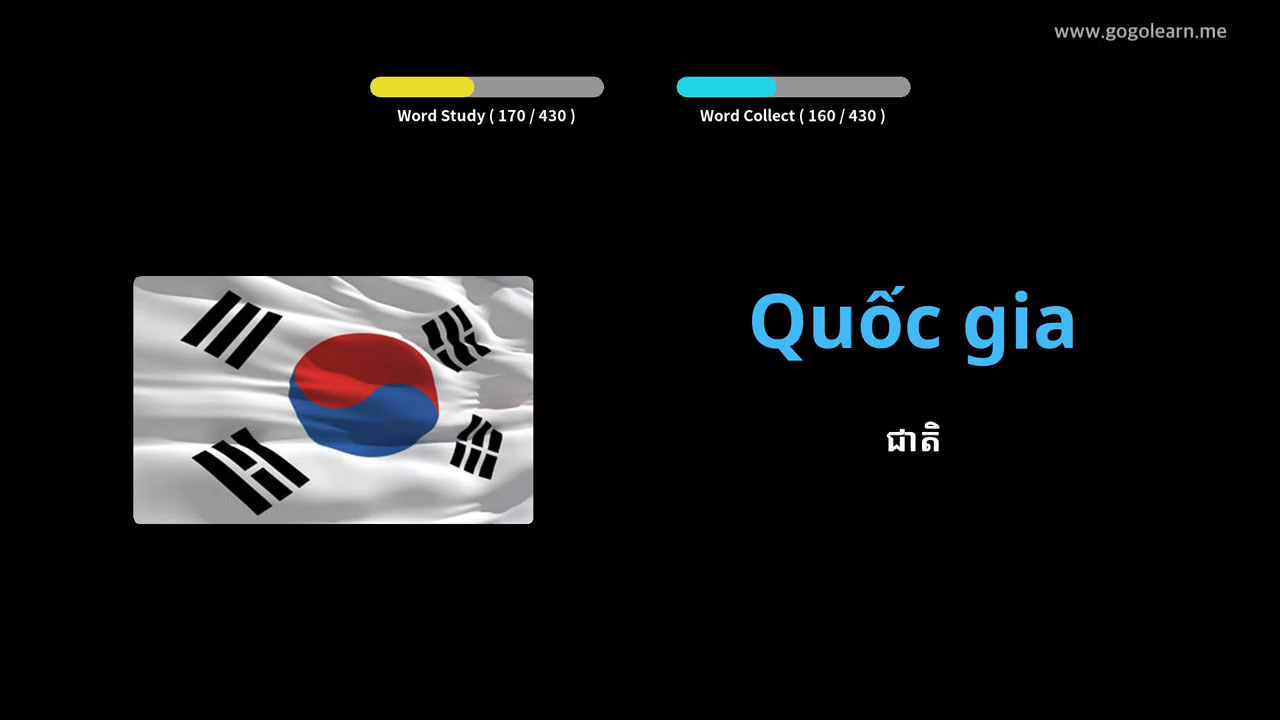 www.gogolearn.me
Word Study ( 170 / 430 )
Word Collect ( 160 / 430 )
Quốc gia
ជាតិ